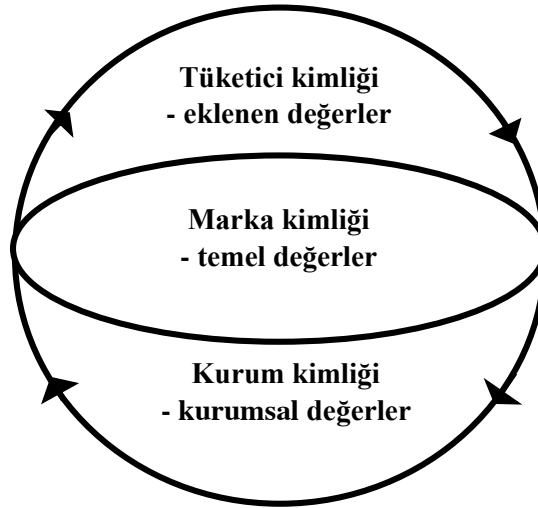 Tüketici kimliği
- eklenen değerler
Marka kimliği
- temel değerler
Kurum kimliği
- kurumsal değerler